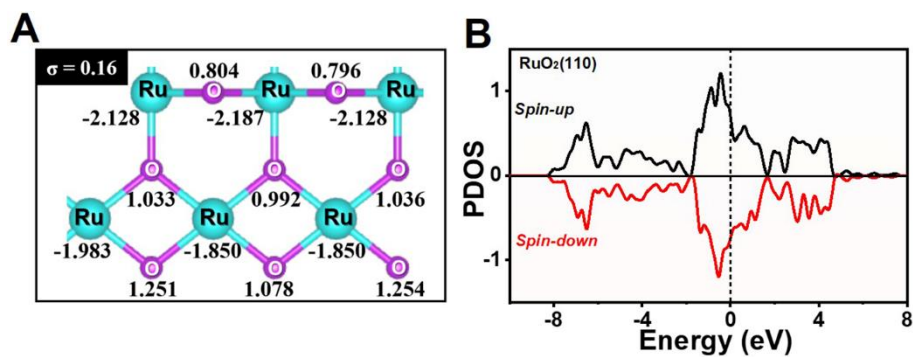 A
σ = 0.16
0.804 0.796
Ru O Ru O Ru
-2.128 -2.187 -2.128
O O O
1.033 0.992 1.036
Ru Ru Ru
-1.983 -1.850 -1.850
O O O
1.251 1.078 1.254
B
RuO₂(110)
Spin-up
Spin-down
PDOS
1
0
-1
-8 -4 0 4 8
Energy (eV)